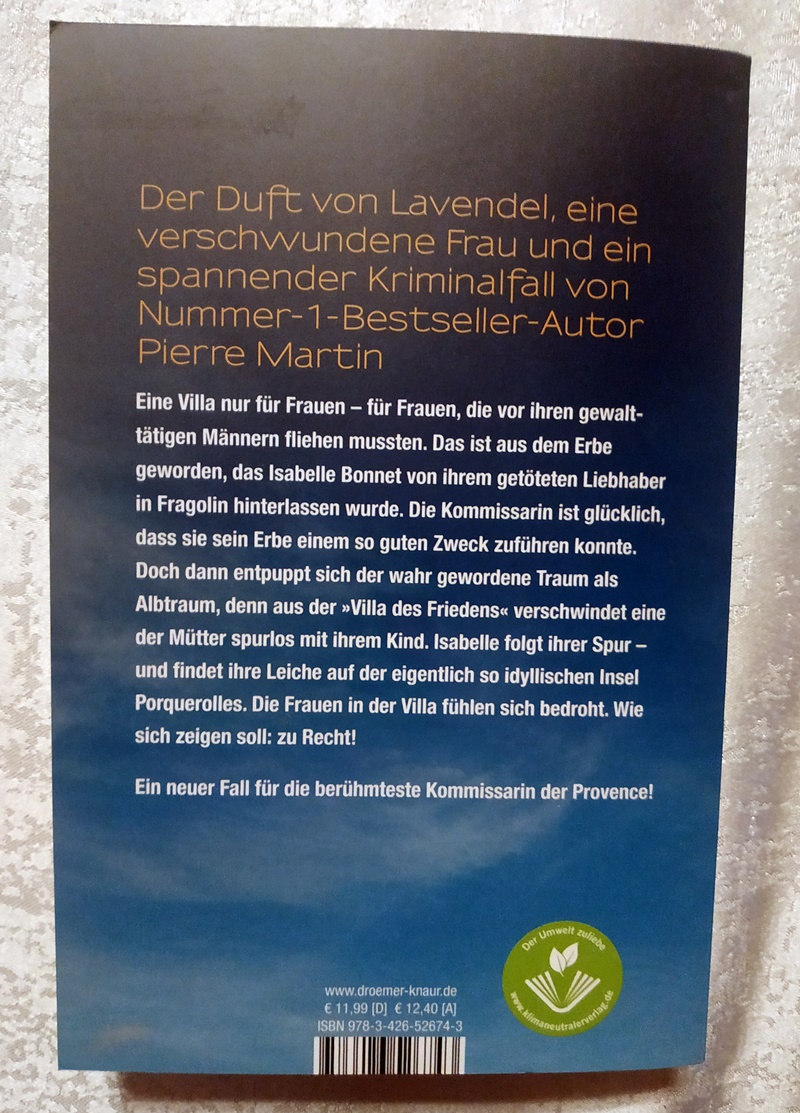 Der Duft von Lavendel, eine
verschwundene Frau und ein
spannender Kriminalfall von
Nummer-1-Bestseller-Autor
Pierre Martin
Eine Villa nur für Frauen – für Frauen, die vor ihren gewalt-
tätigen Männern fliehen mussten. Das ist aus dem Erbe
geworden, das Isabelle Bonnet von ihrem getöteten Liebhaber
in Fragolin hinterlassen wurde. Die Kommissarin ist glücklich,
dass sie sein Erbe einem so guten Zweck zuführen konnte.
Doch dann entpuppt sich der wahr gewordene Traum als
Albtraum, denn aus der »Villa des Friedens« verschwindet eine
der Mütter spurlos mit ihrem Kind. Isabelle folgt ihrer Spur –
und findet ihre Leiche auf der eigentlich so idyllischen Insel
Porquerolles. Die Frauen in der Villa fühlen sich bedroht. Wie
sich zeigen soll: zu Recht!
Ein neuer Fall für die berühmteste Kommissarin der Provence!
Der Umwelt zuliebe
www.klimaneutralerverlag.de
www.droemer-knaur.de
€ 11,99 [D] € 12,40 [A]
ISBN 978-3-426-52674-3